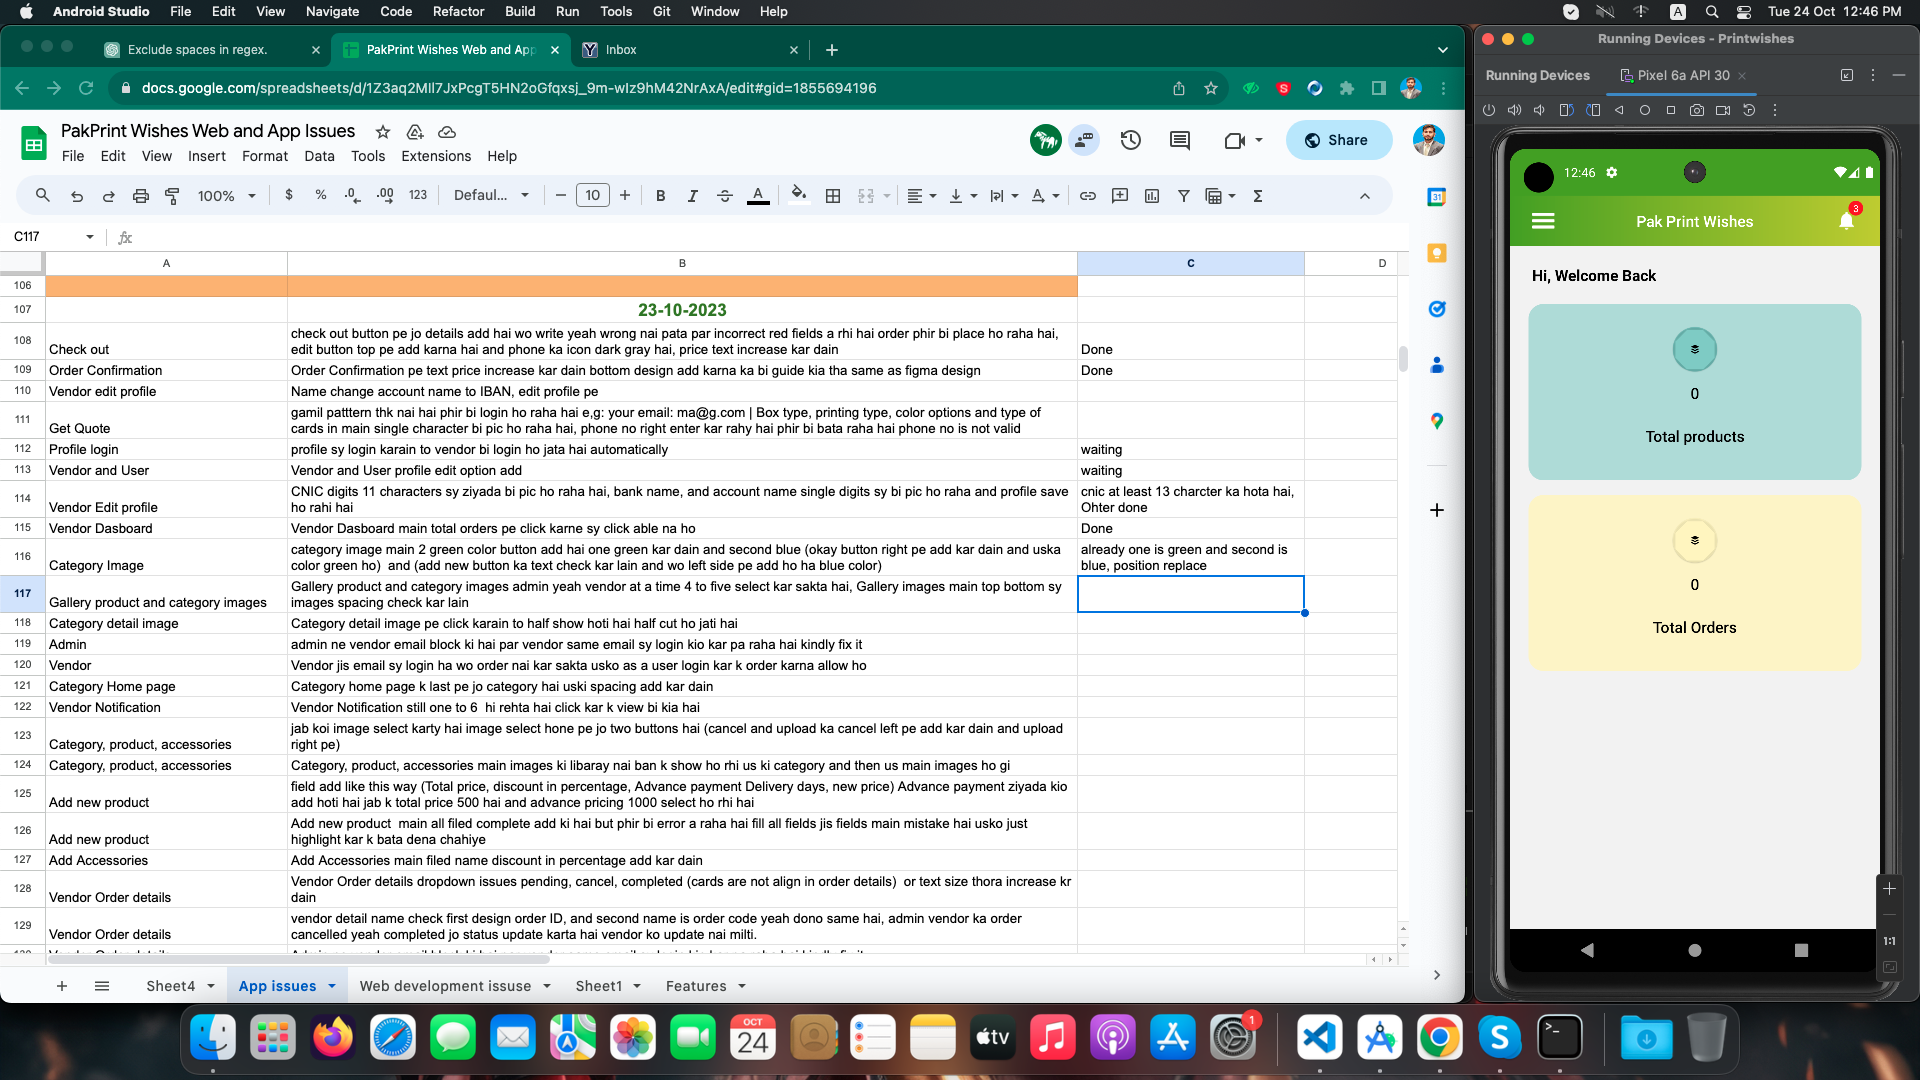 Android Studio File Edit View Navigate Code Refactor Build Run Tools Git Window Help
A Tue 24 Oct 12:46 PM
Exclude spaces in regex.
PakPrint Wishes Web and App
Inbox
docs.google.com/spreadsheets/d/1Z3aq2MIl7JxPcgT5HN2oGfqxsj_9m-wIz9hM42NrAxA/edit#gid=1855694196
PakPrint Wishes Web and App Issues
File Edit View Insert Format Data Tools Extensions Help
Share
100% $ % .0 .00 123 Defaul... 10 B I A
C117
A B C D
106
107 23-10-2023
108 Check out
check out button pe jo details add hai wo write yeah wrong nai pata par incorrect red fields a rhi hai order phir bi place ho raha hai,
edit button top pe add karna hai and phone ka icon dark gray hai, price text increase kar dain
Done
109 Order Confirmation Order Confirmation pe text price increase kar dain bottom design add karna ka bi guide kia tha same as figma design Done
110 Vendor edit profile Name change account name to IBAN, edit profile pe
111 Get Quote
gamil patttern thk nai hai phir bi login ho raha hai e,g: your email: ma@g.com | Box type, printing type, color options and type of
cards in main single character bi pic ho raha hai, phone no right enter kar rahy hai phir bi bata raha hai phone no is not valid
112 Profile login profile sy login karain to vendor bi login ho jata hai automatically waiting
113 Vendor and User Vendor and User profile edit option add waiting
114 Vendor Edit profile
CNIC digits 11 characters sy ziyada bi pic ho raha hai, bank name, and account name single digits sy bi pic ho raha and profile save
ho rahi hai
cnic at least 13 charcter ka hota hai,
Ohter done
115 Vendor Dasboard Vendor Dasboard main total orders pe click karne sy click able na ho Done
116 Category Image
category image main 2 green color button add hai one green kar dain and second blue (okay button right pe add kar dain and uska
color green ho) and (add new button ka text check kar lain and wo left side pe add ho ha blue color)
already one is green and second is
blue, position replace
117 Gallery product and category images
Gallery product and category images admin yeah vendor at a time 4 to five select kar sakta hai, Gallery images main top bottom sy
images spacing check kar lain
118 Category detail image Category detail image pe click karain to half show hoti hai half cut ho jati hai
119 Admin admin ne vendor email block ki hai par vendor same email sy login kio kar pa raha hai kindly fix it
120 Vendor Vendor jis email sy login ha wo order nai kar sakta usko as a user login kar k order karna allow ho
121 Category Home page Category home page k last pe jo category hai uski spacing add kar dain
122 Vendor Notification Vendor Notification still one to 6 hi rehta hai click kar k view bi kia hai
123 Category, product, accessories
jab koi image select karty hai image select hone pe jo two buttons hai (cancel and upload ka cancel left pe add kar dain and upload
right pe)
124 Category, product, accessories Category, product, accessories main images ki libaray nai ban k show ho rhi us ki category and then us main images ho gi
125 Add new product
field add like this way (Total price, discount in percentage, Advance payment Delivery days, new price) Advance payment ziyada kio
add hoti hai jab k total price 500 hai and advance pricing 1000 select ho rhi hai
126 Add new product
Add new product main all filed complete add ki hai but phir bi error a raha hai fill all fields jis fields main mistake hai usko just
highlight kar k bata dena chahiye
127 Add Accessories Add Accessories main filed name discount in percentage add kar dain
128 Vendor Order details
Vendor Order details dropdown issues pending, cancel, completed (cards are not align in order details) or text size thora increase kr
dain
129 Vendor Order details
vendor detail name check first design order ID, and second name is order code yeah dono same hai, admin vendor ka order
cancelled yeah completed jo status update karta hai vendor ko update nai milti.
Sheet4 App issues Web development issuse Sheet1 Features
Running Devices - Printwishes
Running Devices Pixel 6a API 30
12:46
Pak Print Wishes 3
Hi, Welcome Back
0
Total products
0
Total Orders
1:1
31
OCT
24
tv
1